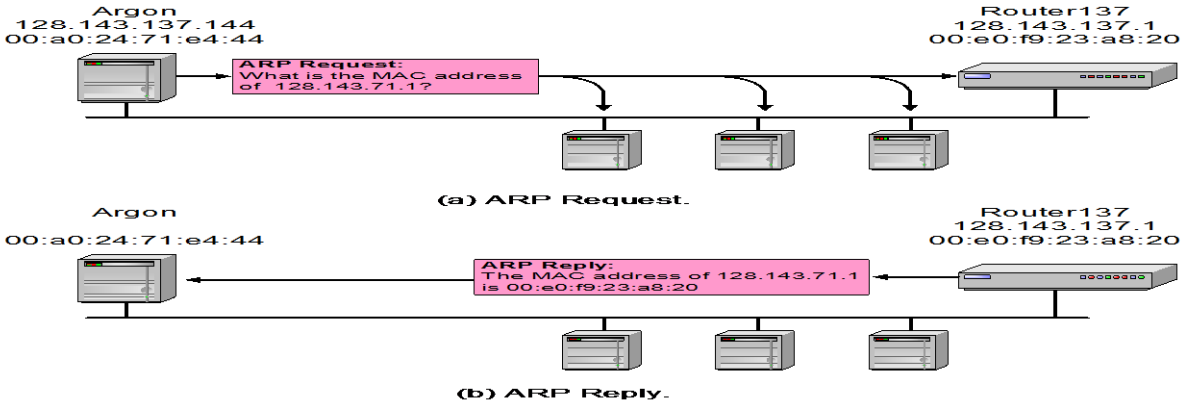 Argon
128.143.137.144
00:a0:24:71:e4:44
Router137
128.143.137.1
00:e0:f9:23:a8:20
ARP Request:
What is the MAC address
of 128.143.71.1?
(a) ARP Request.
Argon
00:a0:24:71:e4:44
Router137
128.143.137.1
00:e0:f9:23:a8:20
ARP Reply:
The MAC address of 128.143.71.1
is 00:e0:f9:23:a8:20
(b) ARP Reply.